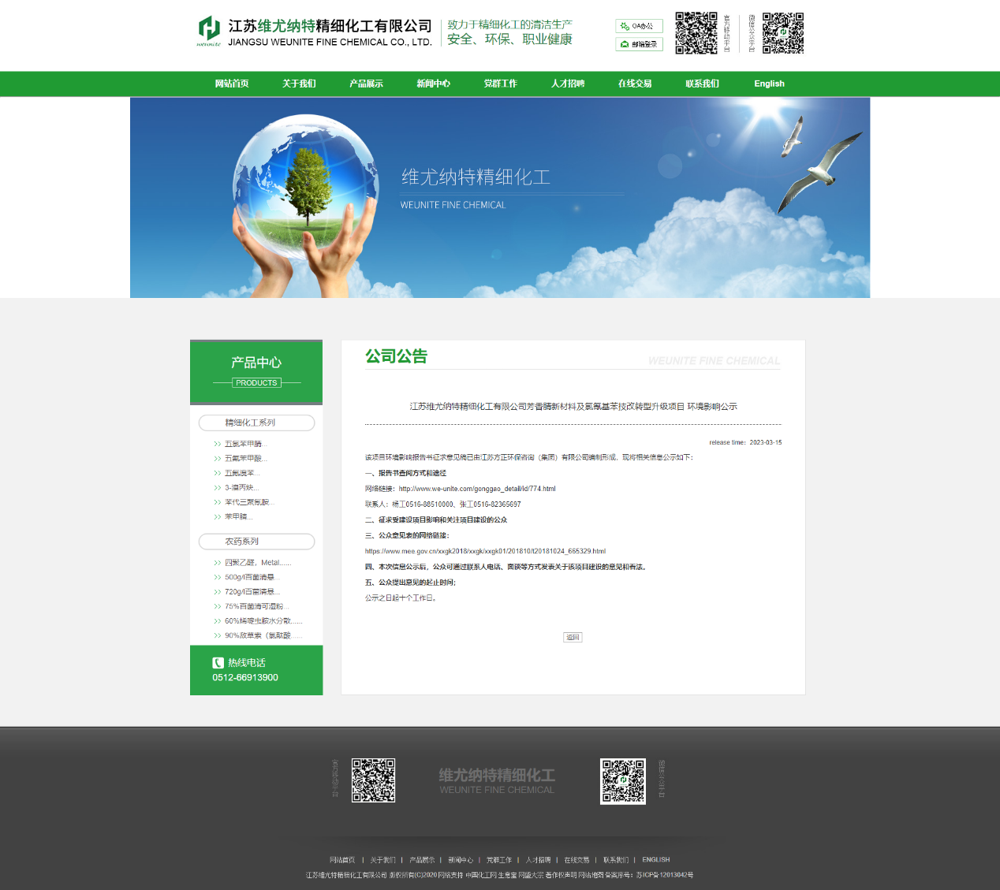 江苏维尤纳特精细化工有限公司
JIANGSU WEUNITE FINE CHEMICAL CO., LTD.
weunite
致力于精细化工的清洁生产
安全、环保、职业健康
OA办公
邮箱登录
官方移动平台
微信公众平台
网站首页 关于我们 产品展示 新闻中心 党群工作 人才招聘 在线交易 联系我们 English
维尤纳特精细化工
WEUNITE FINE CHEMICAL
产品中心
PRODUCTS
精细化工系列
五氯苯甲腈...
五氟苯甲酸...
五氟溴苯...
3-溴丙炔...
苯代三聚氰胺...
苯甲腈...
农药系列
四聚乙醛，Metal......
500g/l百菌清悬...
720g/l百菌清悬...
75%百菌清可湿粉...
60%烯啶虫胺水分散......
90%敌草索（氯酞酸......
热线电话
0512-66913900
公司公告
WEUNITE FINE CHEMICAL
江苏维尤纳特精细化工有限公司芳香腈新材料及氯氰基苯技改转型升级项目 环境影响公示
release time：2023-03-15
该项目环境影响报告书征求意见稿已由江苏方正环保咨询（集团）有限公司编制形成，现将相关信息公示如下：
一、报告书查阅方式和途径
网络链接：http://www.we-unite.com/gonggao_detail/id/774.html
联系人：杨工0516-88510000、张工0516-82365697
二、征求受建设项目影响和关注项目建设的公众
三、公众意见表的网络链接：
https://www.mee.gov.cn/xxgk2018/xxgk/xxgk01/201810/t20181024_665329.html
四、本次信息公示后，公众可通过联系人电话、面谈等方式发表关于该项目建设的意见和看法。
五、公众提出意见的起止时间；
公示之日起十个工作日。
返回
官方移动平台
维尤纳特精细化工
WEUNITE FINE CHEMICAL
微信公众平台
网站首页 | 关于我们 | 产品展示 | 新闻中心 | 党群工作 | 人才招聘 | 在线交易 | 联系我们 | ENGLISH
江苏维尤纳特精细化工有限公司 版权所有(C)2020 网络支持 中国化工网 生意宝 网盛大宗 著作权声明 网站地图 备案序号：苏ICP备12013042号